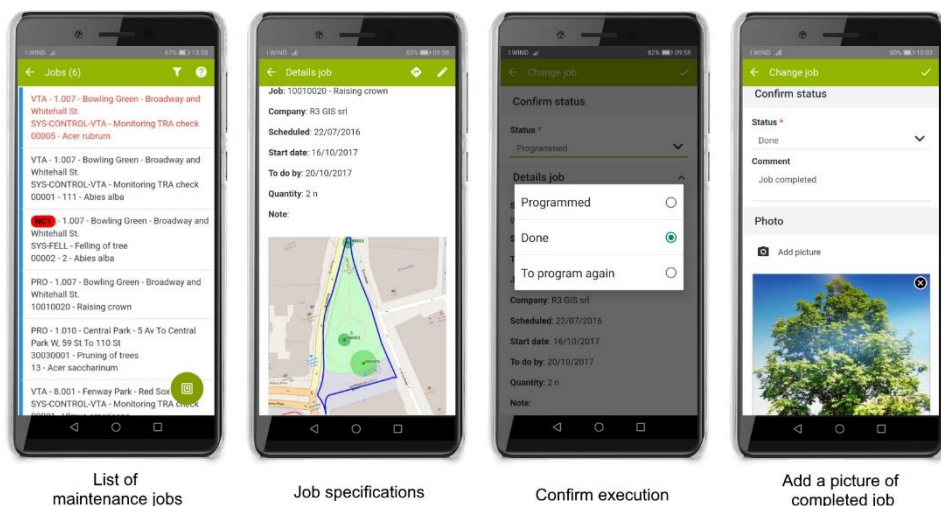 I WIND
67% 13:58
Jobs (6)
VTA - 1.007 - Bowling Green - Broadway and
Whitehall St.
SYS-CONTROL-VTA - Monitoring TRA check
00005 - Acer rubrum
VTA - 1.007 - Bowling Green - Broadway and
Whitehall St.
SYS-CONTROL-VTA - Monitoring TRA check
00001 - 111 - Abies alba
NC1 - 1.007 - Bowling Green - Broadway and
Whitehall St.
SYS-FELL - Felling of tree
00002 - 2 - Abies alba
PRO - 1.007 - Bowling Green - Broadway and
Whitehall St.
10010020 - Raising crown
PRO - 1.010 - Central Park - 5 Av To Central
Park W, 59 St To 110 St
30030001 - Pruning of trees
13 - Acer saccharinum
VTA - 8.001 - Fenway Park - Red Sox
SYS-CONTROL-VTA - Monitoring TRA check
List of
maintenance jobs
I WIND
82% 09:58
Details job
Job: 10010020 - Raising crown
Company: R3 GIS srl
Scheduled: 22/07/2016
Start date: 16/10/2017
To do by: 20/10/2017
Quantity: 2 n
Note:
Job specifications
I WIND
82% 09:58
Change job
Confirm status
Status *
Programmed
Details job
Programmed
Done
To program again
Company: R3 GIS srl
Scheduled: 22/07/2016
Start date: 16/10/2017
To do by: 20/10/2017
Quantity: 2 n
Note:
Confirm execution
I WIND
80%
Change job
Confirm status
Status *
Done
Comment
Job completed
Photo
Add picture
Add a picture of
completed job